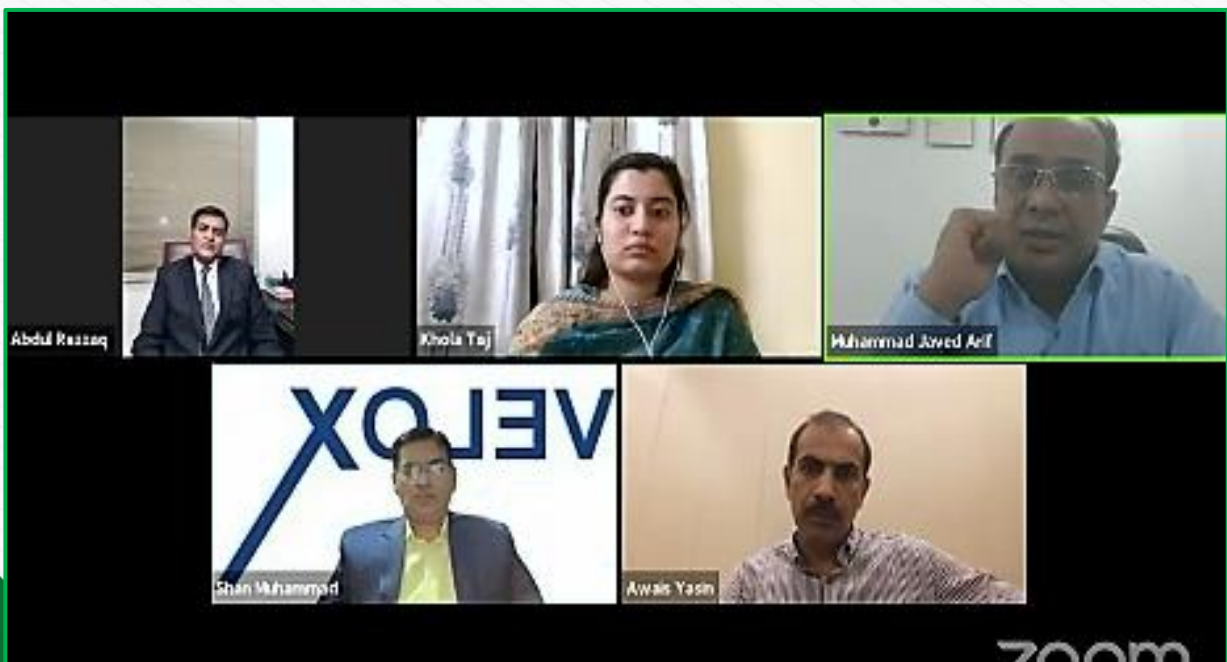 Abdul Razzaq
Khola Taj
Muhammad Javed Arif
VELOX
Shan Muhammad
Awais Yasin
zoom